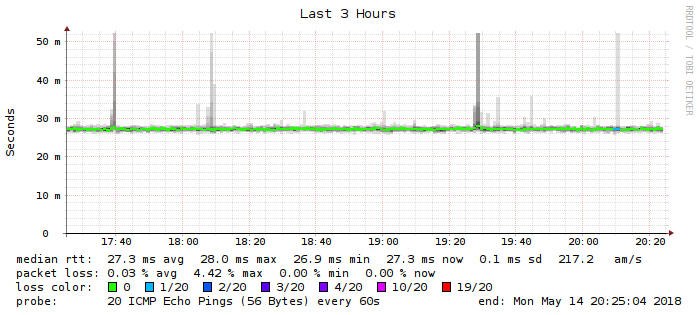 Last 3 Hours
RRDTOOL / TOBI OETIKER
Seconds
50 m
40 m
30 m
20 m
10 m
0
17:40 18:00 18:20 18:40 19:00 19:20 19:40 20:00 20:20
median rtt: 27.3 ms avg 28.0 ms max 26.9 ms min 27.3 ms now 0.1 ms sd 217.2 am/s
packet loss: 0.03 % avg 4.42 % max 0.00 % min 0.00 % now
loss color: 0 1/20 2/20 3/20 4/20 10/20 19/20
probe: 20 ICMP Echo Pings (56 Bytes) every 60s end: Mon May 14 20:25:04 2018